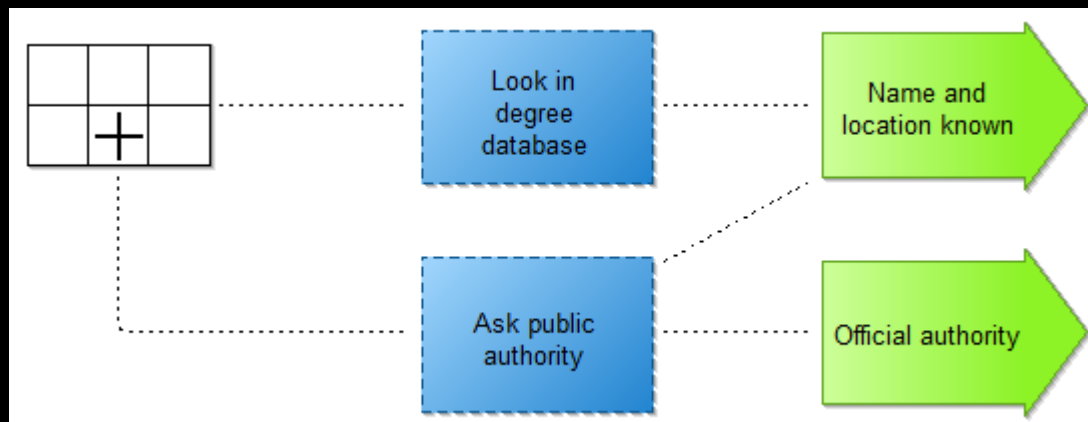 Look in
degree
database
Name and
location known
Ask public
authority
Official authority